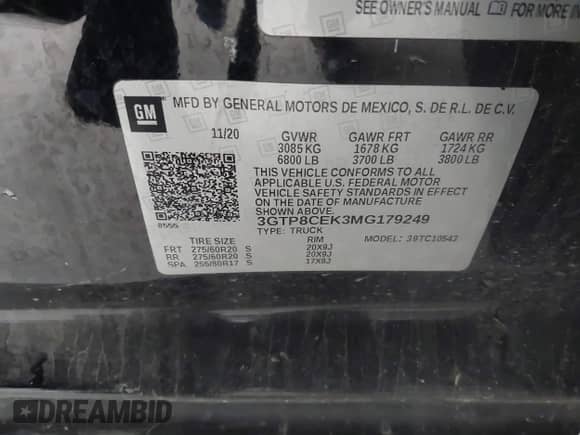 SEE OWNER'S MANUAL FOR MORE IN
GM
MFD BY GENERAL MOTORS DE MEXICO, S. DE R.L. DE C.V.
11/20 GVWR GAWR FRT GAWR RR
3085 KG 1678 KG 1724 KG
6800 LB 3700 LB 3800 LB
THIS VEHICLE CONFORMS TO ALL APPLICABLE
U.S. FEDERAL MOTOR
VEHICLE SAFETY STANDARDS IN EFFECT
ON THE DATE OF MANUFACTURE
SHOWN ABOVE.
3GTP8CEK3MG179249
8555 TYPE: TRUCK MODEL: 39TC10543
TIRE SIZE RIM
FRT 275/60R20 S 20X9J
RR 275/60R20 S 20X9J
SPA 255/80R17 S 17X8J
DREAMBID